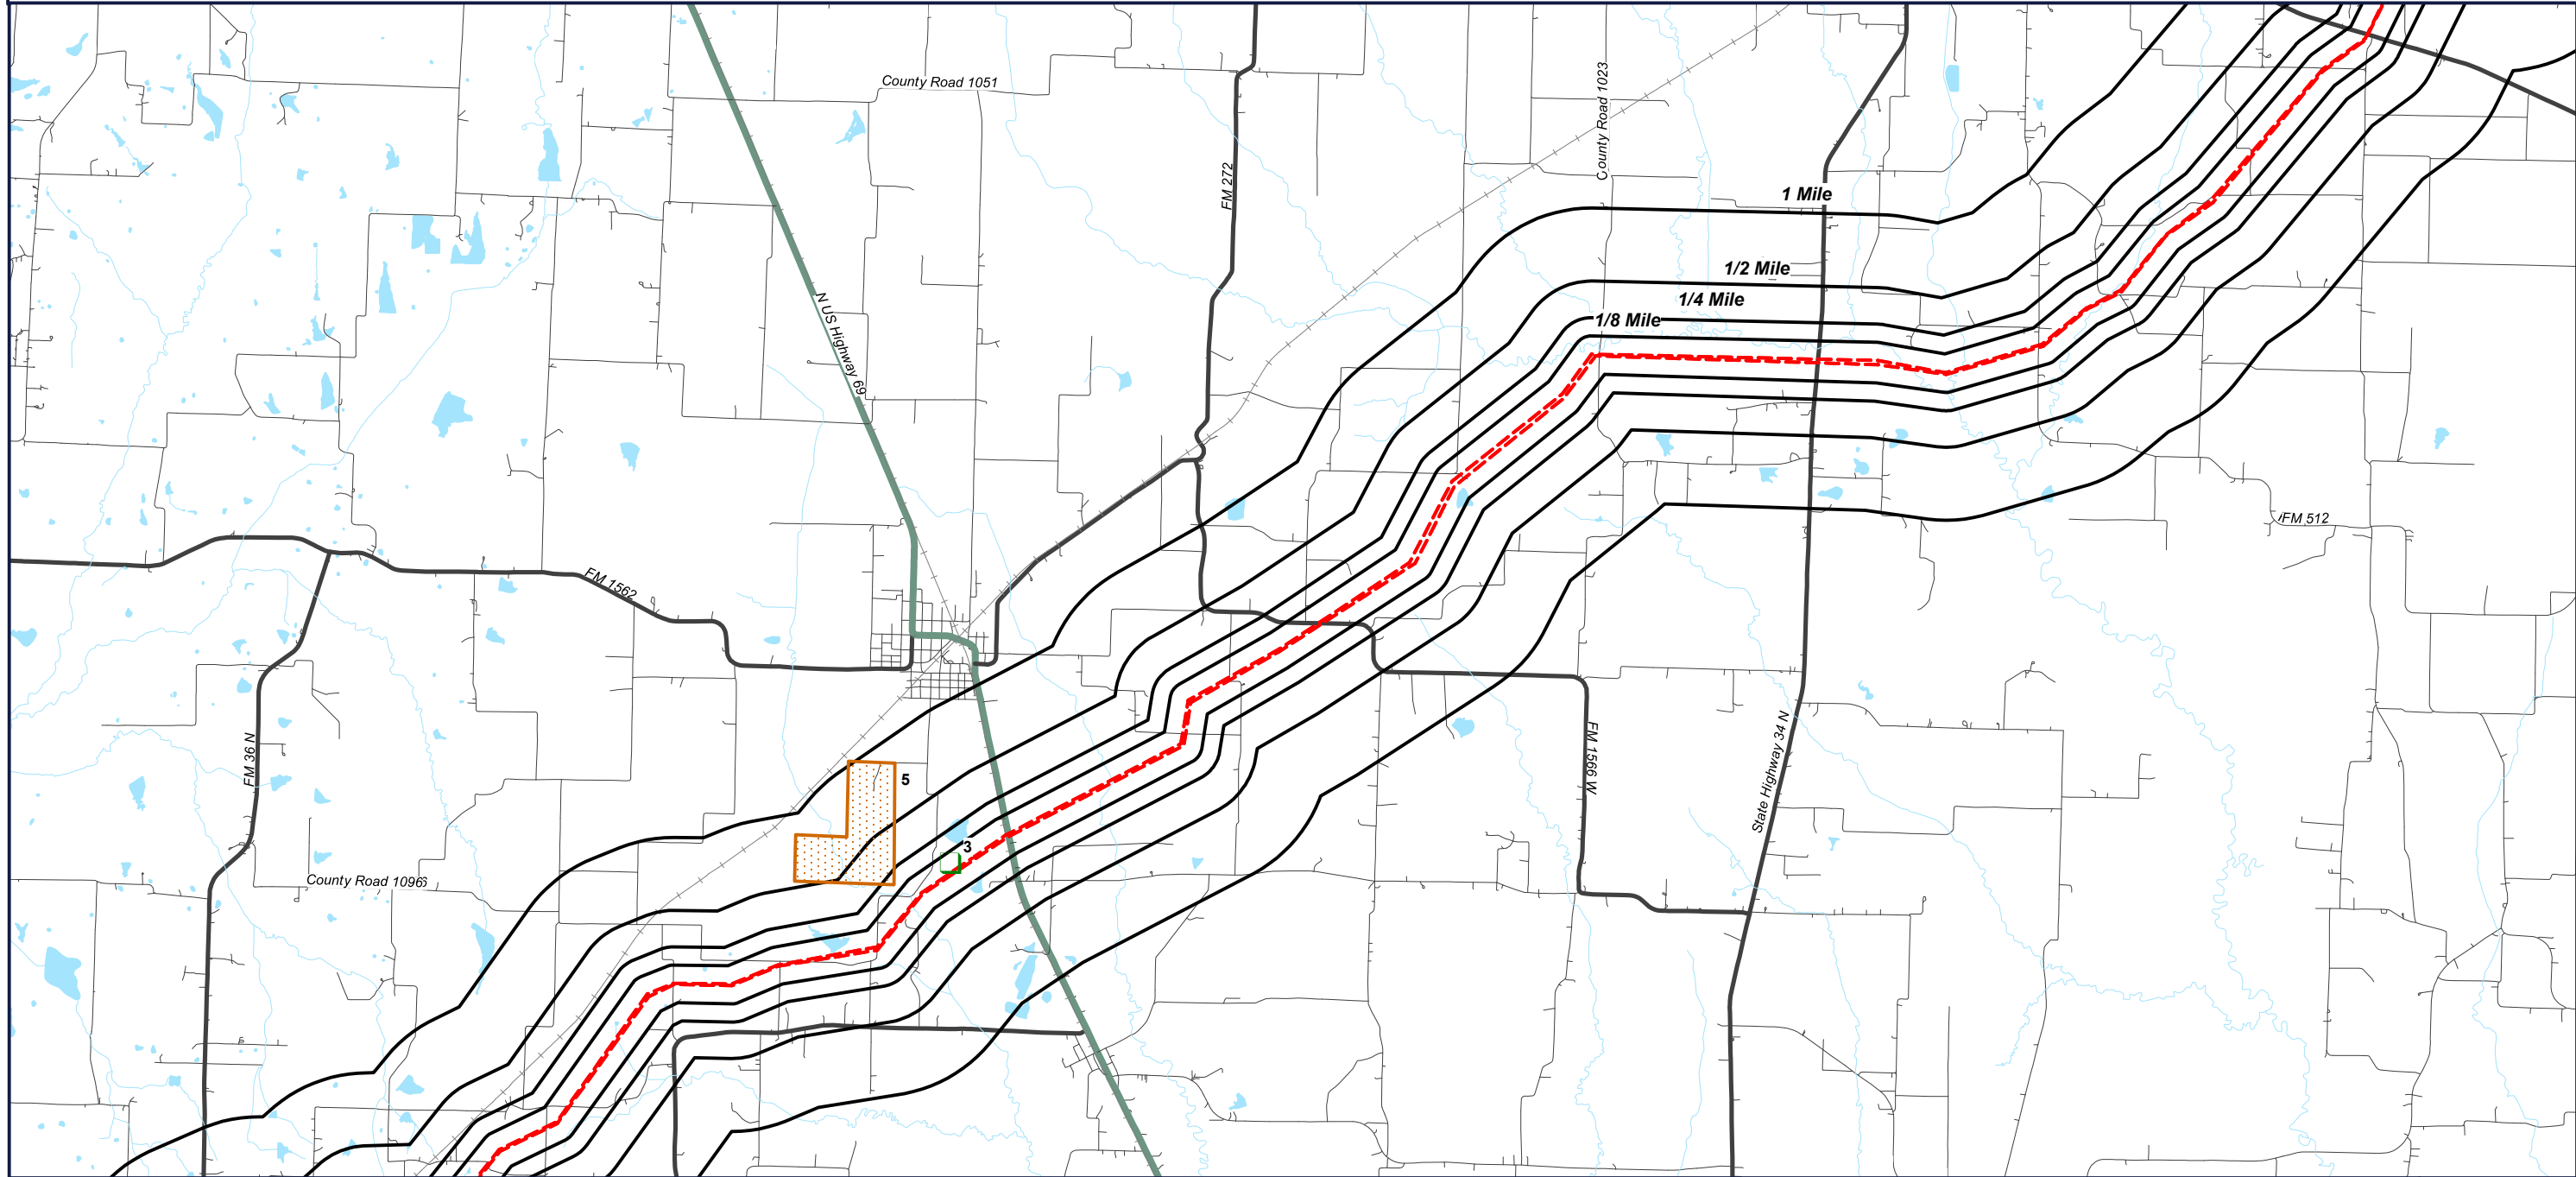 County Road 1051
County Road 1023
FM 272
1 Mile
1/2 Mile
1/4 Mile
1/8 Mile
N US Highway 69
FM 512
FM 1562
FM 36 N
FM 1566 W
State Highway 34 N
5
3
County Road 1096